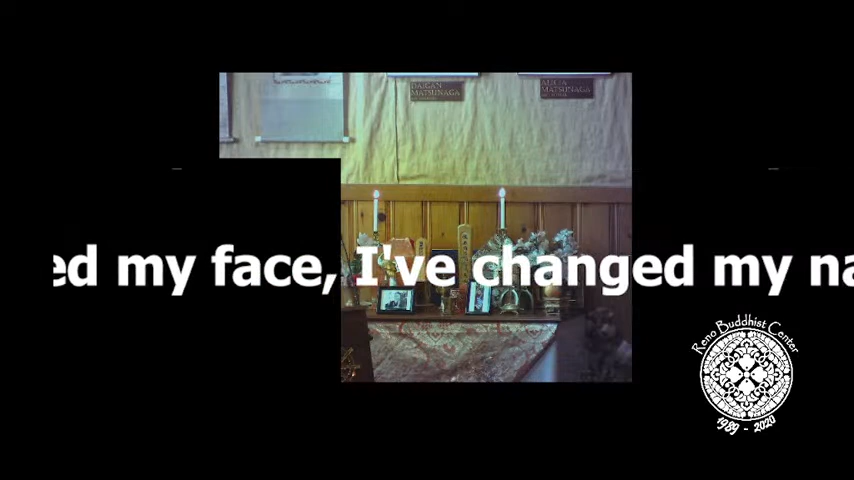 DAIGAN
MATSUNAGA
ALICIA
MATSUNAGA
ed my face, I've changed my na
Reno Buddhist Center
1989 - 2020